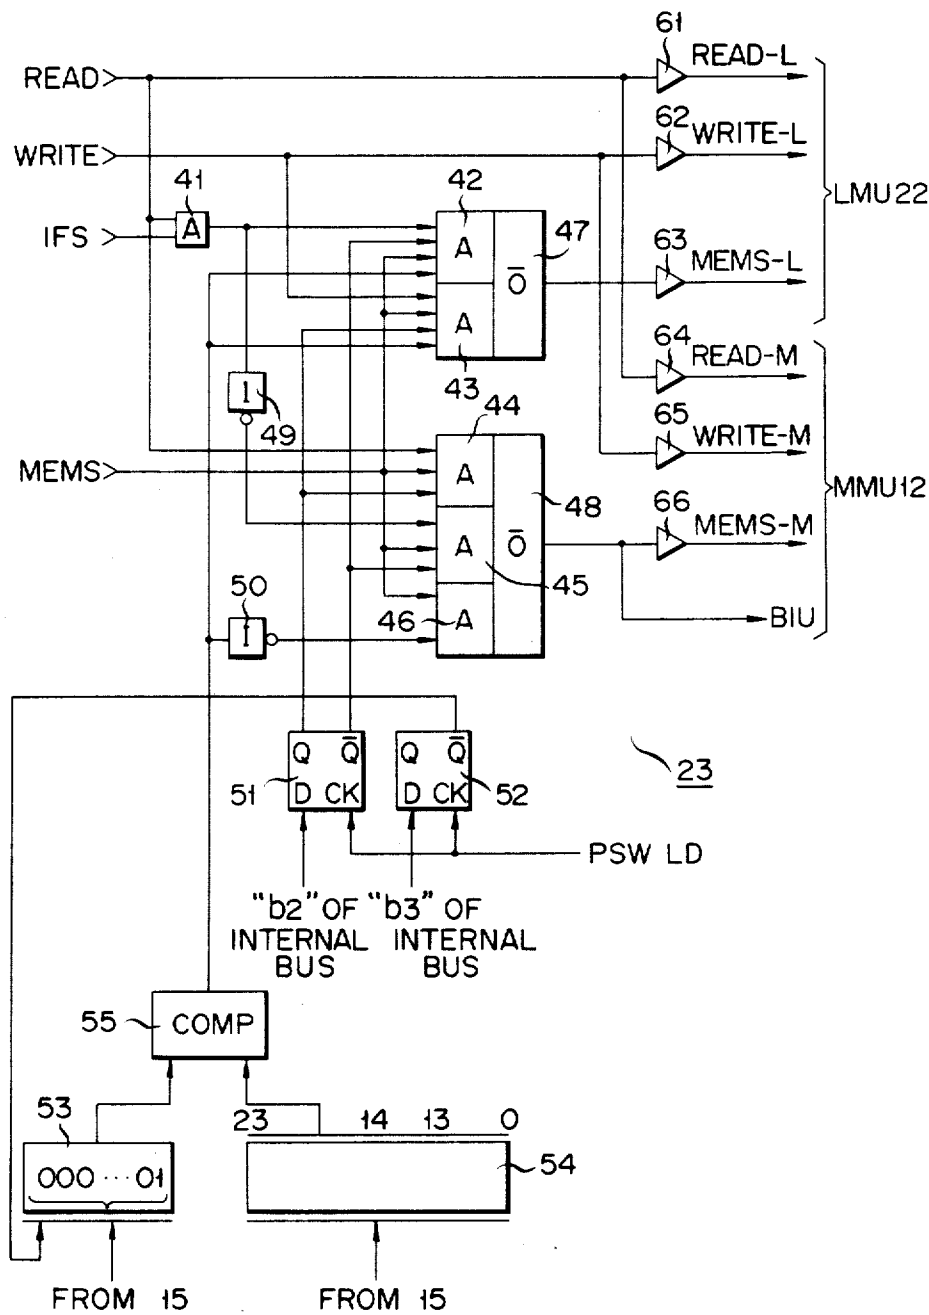 61
READ
READ-L
62
WRITE
WRITE-L
41
42
LMU22
IFS
A
A
47
63
MEMS-L
O̅
A
64
READ-M
43
1
49
44
65
WRITE-M
MEMS
A
48
MMU12
66
MEMS-M
O̅
A
45
50
BIU
I
46
A
Q Q̅
Q Q̅
23
51
D CK
D CK
52
PSW LD
"b2" OF
INTERNAL
BUS
"b3" OF
INTERNAL
BUS
55
COMP
53
23 14 13 0
000 ··· 01
54
FROM 15
FROM 15